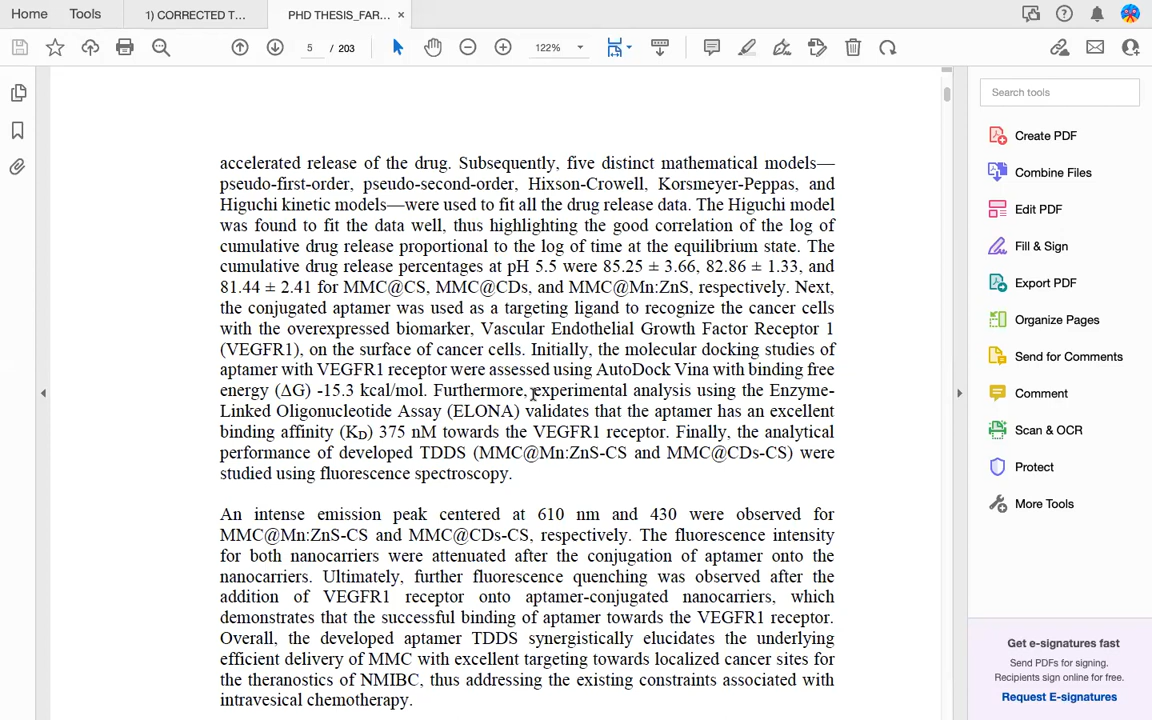 Home
Tools
1) CORRECTED T...
PHD THESIS_FAR...
×
5 / 203
122%
accelerated release of the drug. Subsequently, five distinct mathematical models—
pseudo-first-order, pseudo-second-order, Hixson-Crowell, Korsmeyer-Peppas, and
Higuchi kinetic models—were used to fit all the drug release data. The Higuchi model
was found to fit the data well, thus highlighting the good correlation of the log of
cumulative drug release proportional to the log of time at the equilibrium state. The
cumulative drug release percentages at pH 5.5 were 85.25 ± 3.66, 82.86 ± 1.33, and
81.44 ± 2.41 for MMC@CS, MMC@CDs, and MMC@Mn:ZnS, respectively. Next,
the conjugated aptamer was used as a targeting ligand to recognize the cancer cells
with the overexpressed biomarker, Vascular Endothelial Growth Factor Receptor 1
(VEGFR1), on the surface of cancer cells. Initially, the molecular docking studies of
aptamer with VEGFR1 receptor were assessed using AutoDock Vina with binding free
energy (ΔG) -15.3 kcal/mol. Furthermore, experimental analysis using the Enzyme-
Linked Oligonucleotide Assay (ELONA) validates that the aptamer has an excellent
binding affinity (KD) 375 nM towards the VEGFR1 receptor. Finally, the analytical
performance of developed TDDS (MMC@Mn:ZnS-CS and MMC@CDs-CS) were
studied using fluorescence spectroscopy.
An intense emission peak centered at 610 nm and 430 were observed for
MMC@Mn:ZnS-CS and MMC@CDs-CS, respectively. The fluorescence intensity
for both nanocarriers were attenuated after the conjugation of aptamer onto the
nanocarriers. Ultimately, further fluorescence quenching was observed after the
addition of VEGFR1 receptor onto aptamer-conjugated nanocarriers, which
demonstrates that the successful binding of aptamer towards the VEGFR1 receptor.
Overall, the developed aptamer TDDS synergistically elucidates the underlying
efficient delivery of MMC with excellent targeting towards localized cancer sites for
the theranostics of NMIBC, thus addressing the existing constraints associated with
intravesical chemotherapy.
Search tools
Create PDF
Combine Files
Edit PDF
Fill & Sign
Export PDF
Organize Pages
Send for Comments
Comment
Scan & OCR
Protect
More Tools
Get e-signatures fast
Send PDFs for signing.
Recipients sign online for free.
Request E-signatures